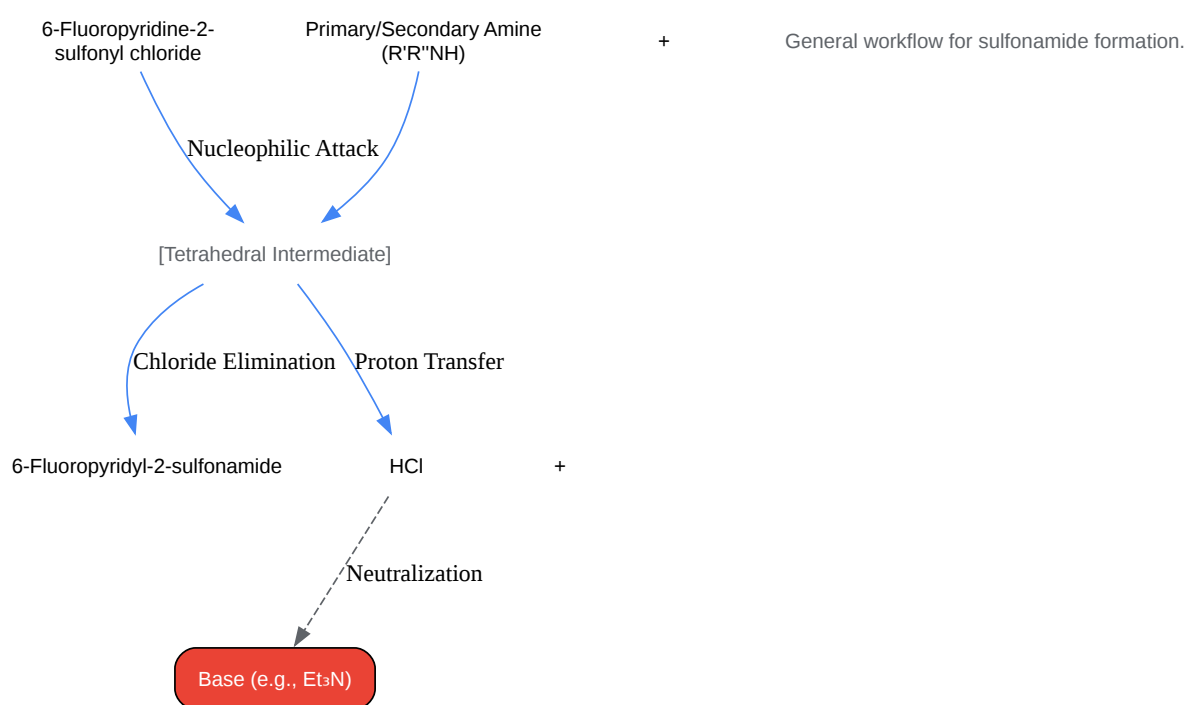 6-Fluoropyridine-2-
sulfonyl chloride
Primary/Secondary Amine
(R'R"NH)
+
General workflow for sulfonamide formation.
Nucleophilic Attack
[Tetrahedral Intermediate]
Chloride Elimination
Proton Transfer
6-Fluoropyridyl-2-sulfonamide
HCl
+
Neutralization
Base (e.g., Et₃N)